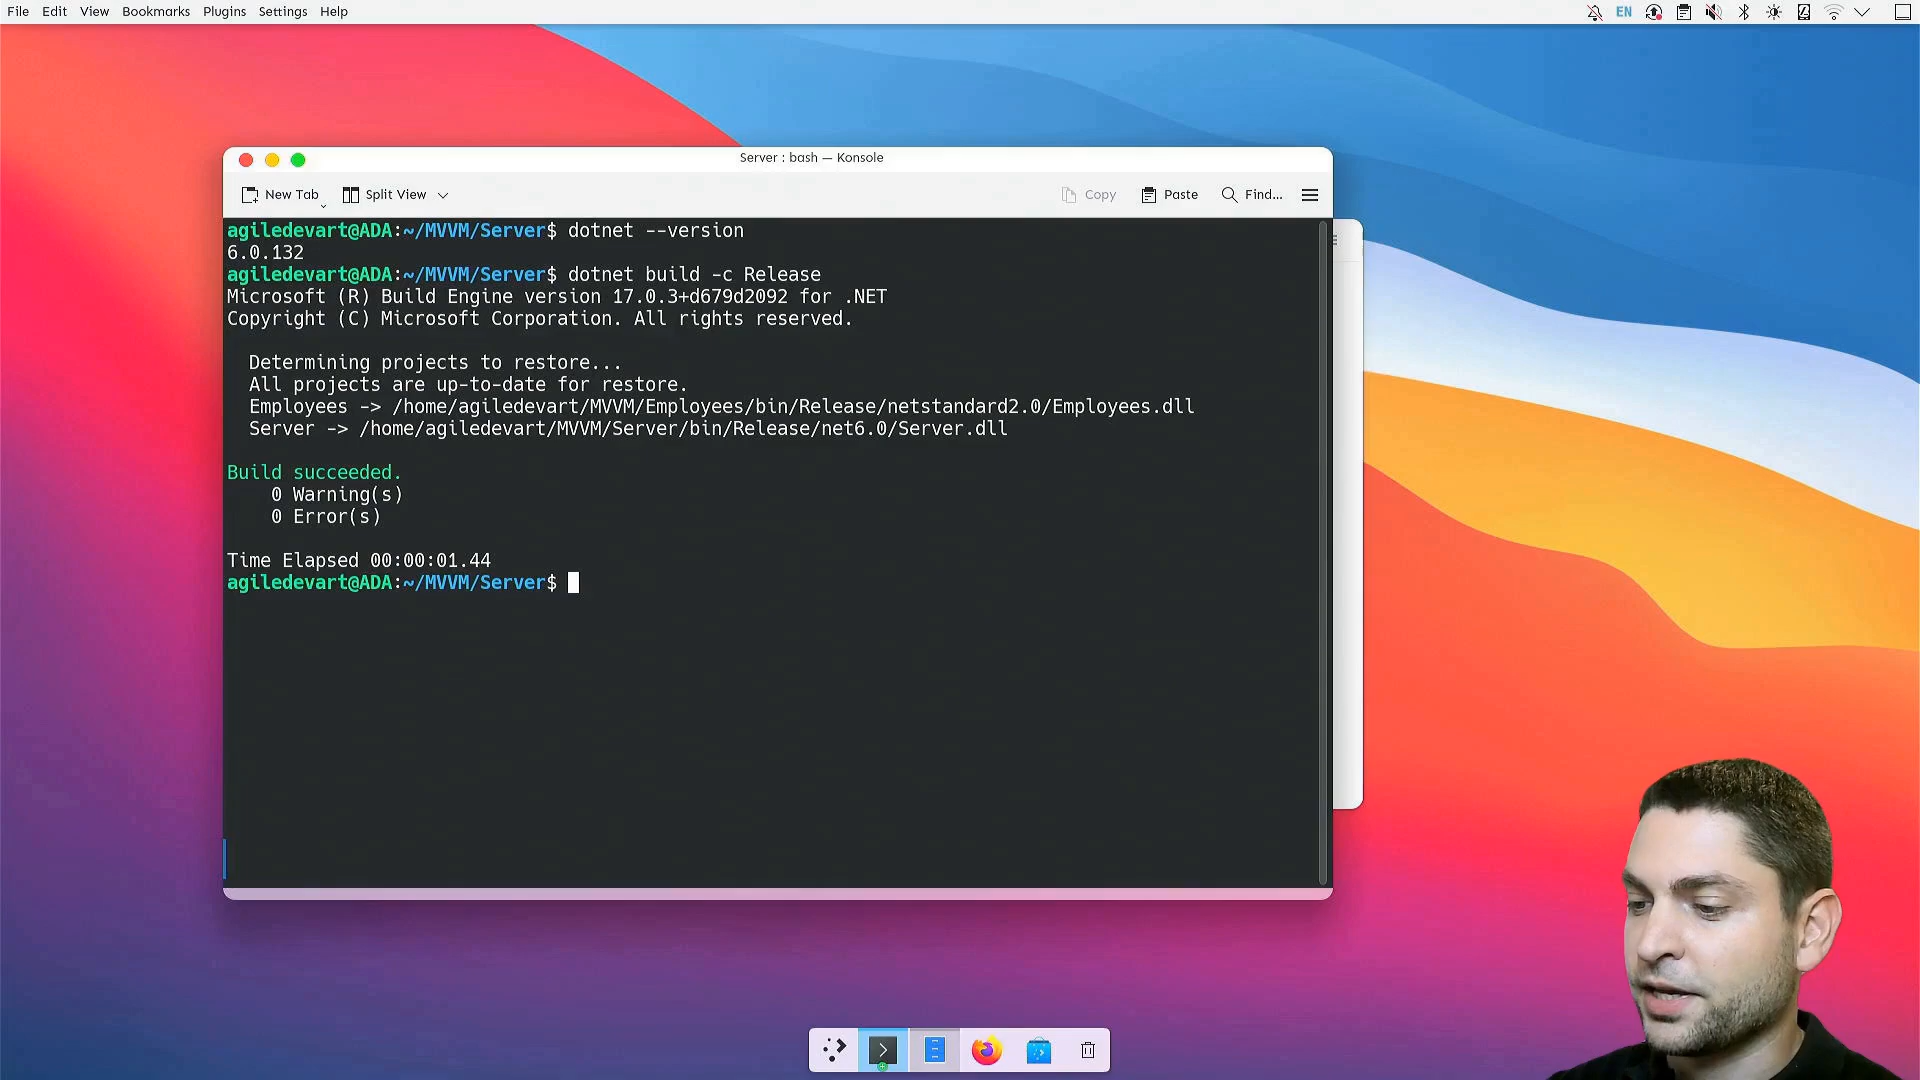 File Edit View Bookmarks Plugins Settings Help
EN
Server : bash — Konsole
New Tab Split View Copy Paste Find...
agiledevart@ADA:~/MVVM/Server$ dotnet --version
6.0.132
agiledevart@ADA:~/MVVM/Server$ dotnet build -c Release
Microsoft (R) Build Engine version 17.0.3+d679d2092 for .NET
Copyright (C) Microsoft Corporation. All rights reserved.
Determining projects to restore...
All projects are up-to-date for restore.
Employees -> /home/agiledevart/MVVM/Employees/bin/Release/netstandard2.0/Employees.dll
Server -> /home/agiledevart/MVVM/Server/bin/Release/net6.0/Server.dll
Build succeeded.
0 Warning(s)
0 Error(s)
Time Elapsed 00:00:01.44
agiledevart@ADA:~/MVVM/Server$